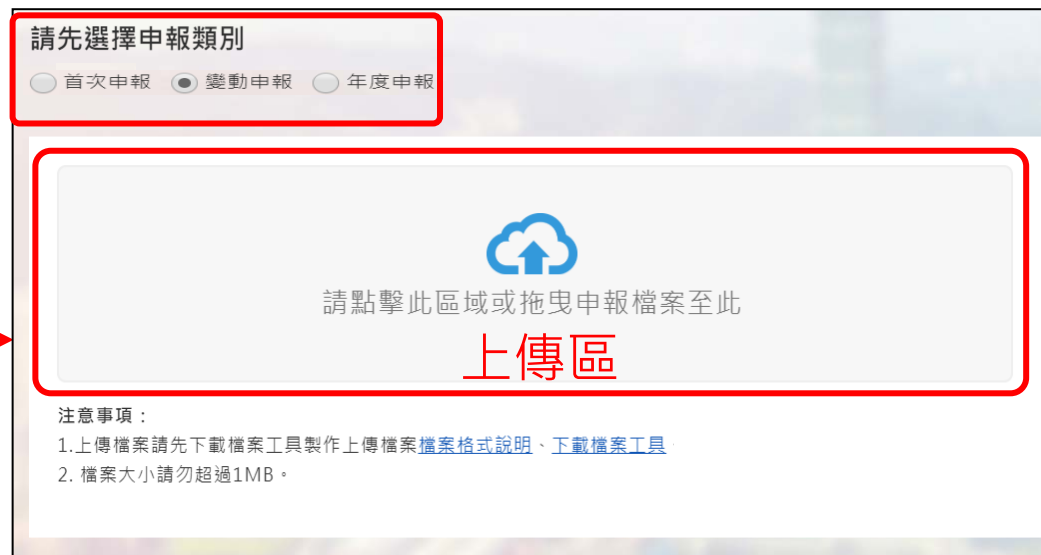 請先選擇申報類別
首次申報 變動申報 年度申報
請點擊此區域或拖曳申報檔案至此
上傳區
注意事項：
1.上傳檔案請先下載檔案工具製作上傳檔案檔案格式說明、下載檔案工具
2. 檔案大小請勿超過1MB。